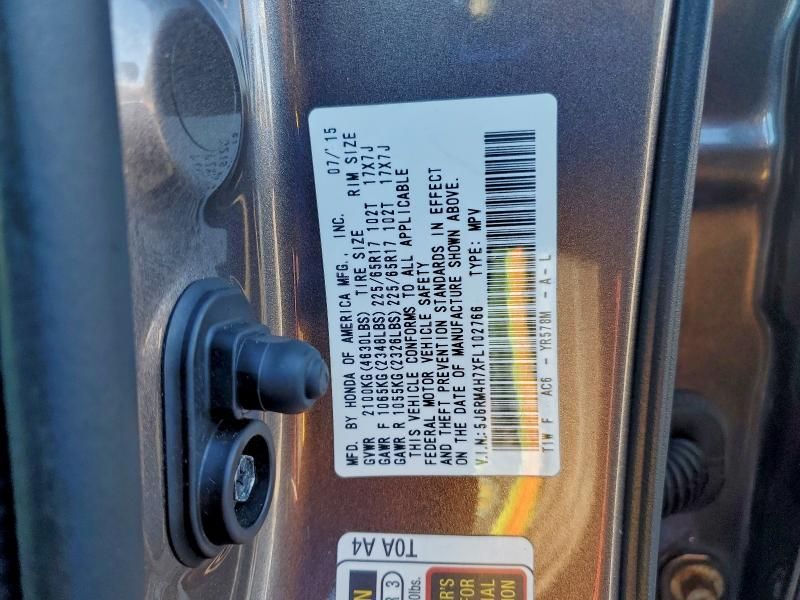 MFD. BY HONDA OF AMERICA MFG., INC. 07/'15
GVWR 2100KG(4630LBS) TIRE SIZE RIM SIZE
GAWR F 1065KG(2348LBS) 225/65R17 102T 17X7J
GAWR R 1055KG(2326LBS) 225/65R17 102T 17X7J
THIS VEHICLE CONFORMS TO ALL APPLICABLE
FEDERAL MOTOR VEHICLE SAFETY
AND THEFT PREVENTION STANDARDS IN EFFECT
ON THE DATE OF MANUFACTURE SHOWN ABOVE.
V.I.N:5J6RM4H7XFL102766 TYPE: MPV
T1W F AC6 - YR578M - A- L
T0A A4